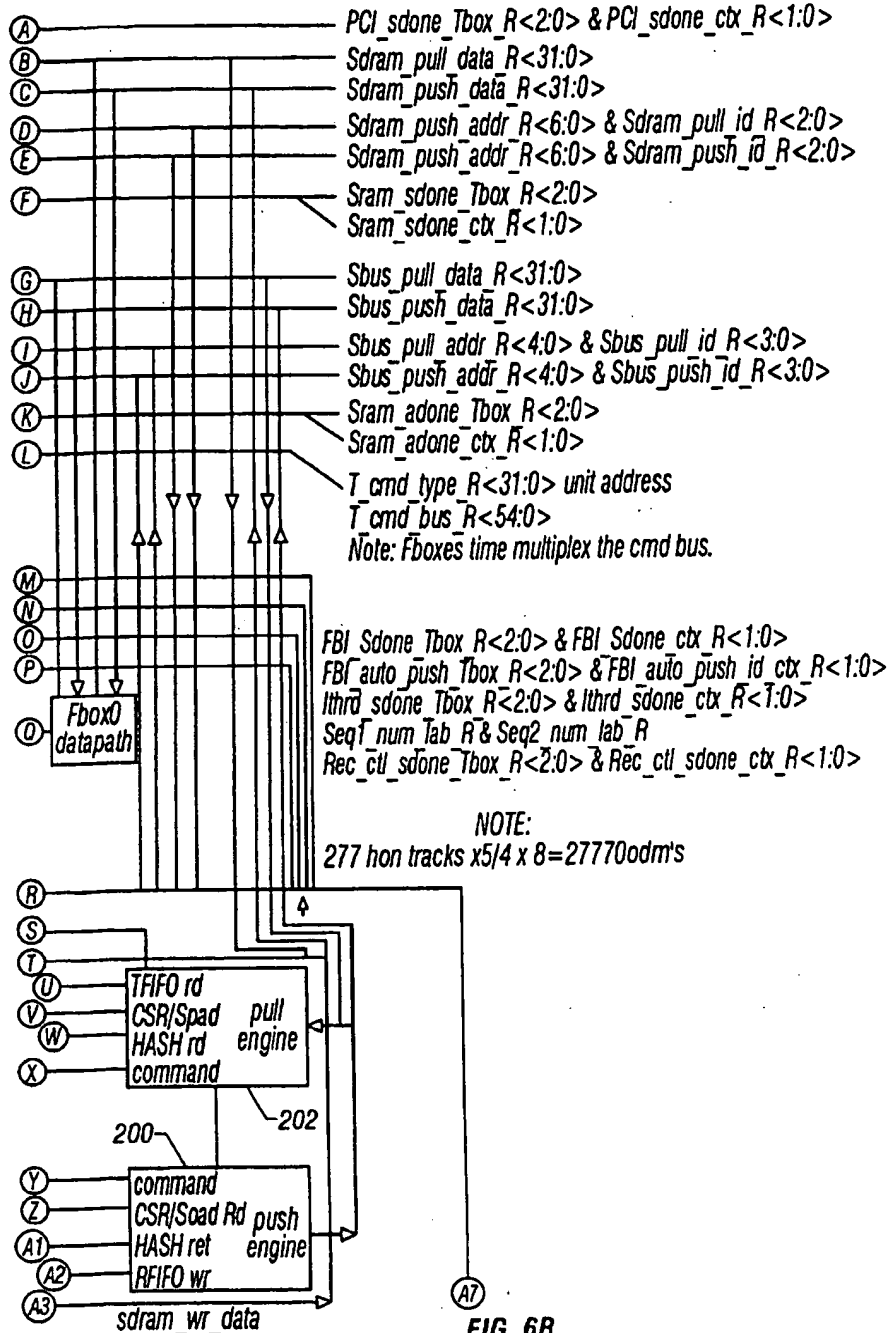 A PCI_sdone_Tbox_R<2:0> & PCI_sdone_ctx_R<1:0>
B Sdram_pull_data_R<31:0>
C Sdram_push_data_R<31:0>
D Sdram_push_addr_R<6:0> & Sdram_pull_id_R<2:0>
E Sdram_push_addr_R<6:0> & Sdram_push_id_R<2:0>
F Sram_sdone_Tbox_R<2:0>
Sram_sdone_ctx_R<1:0>
G Sbus_pull_data_R<31:0>
H Sbus_push_data_R<31:0>
I Sbus_pull_addr_R<4:0> & Sbus_pull_id_R<3:0>
J Sbus_push_addr_R<4:0> & Sbus_push_id_R<3:0>
K Sram_adone_Tbox_R<2:0>
Sram_adone_ctx_R<1:0>
L
T_cmd_type_R<31:0> unit address
T_cmd_bus_R<54:0>
Note: Fboxes time multiplex the cmd bus.
M
N
O FBI_Sdone_Tbox_R<2:0> & FBI_Sdone_ctx_R<1:0>
P FBI_auto_push_Tbox_R<2:0> & FBI_auto_push_id_ctx_R<1:0>
Ithrd_sdone_Tbox_R<2:0> & Ithrd_sdone_ctx_R<1:0>
Seq1_num_Tab_R & Seq2_num_lab_R
Rec_ctl_sdone_Tbox_R<2:0> & Rec_ctl_sdone_ctx_R<1:0>
Fbox0
datapath
NOTE:
277 hon tracks x5/4 x 8=27770odm's
R
S
T
U TFIFO rd
V CSR/Spad pull
W HASH rd engine
X command
202
200
Y command
Z CSR/Soad Rd push
A1 HASH ret engine
A2 RFIFO wr
A3 sdram_wr_data
A7
FIG. 6B